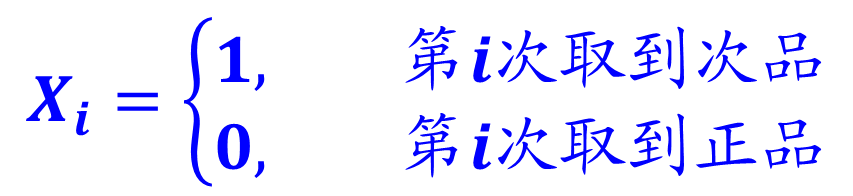 X_i = { 1, 第i次取到次品
0, 第i次取到正品